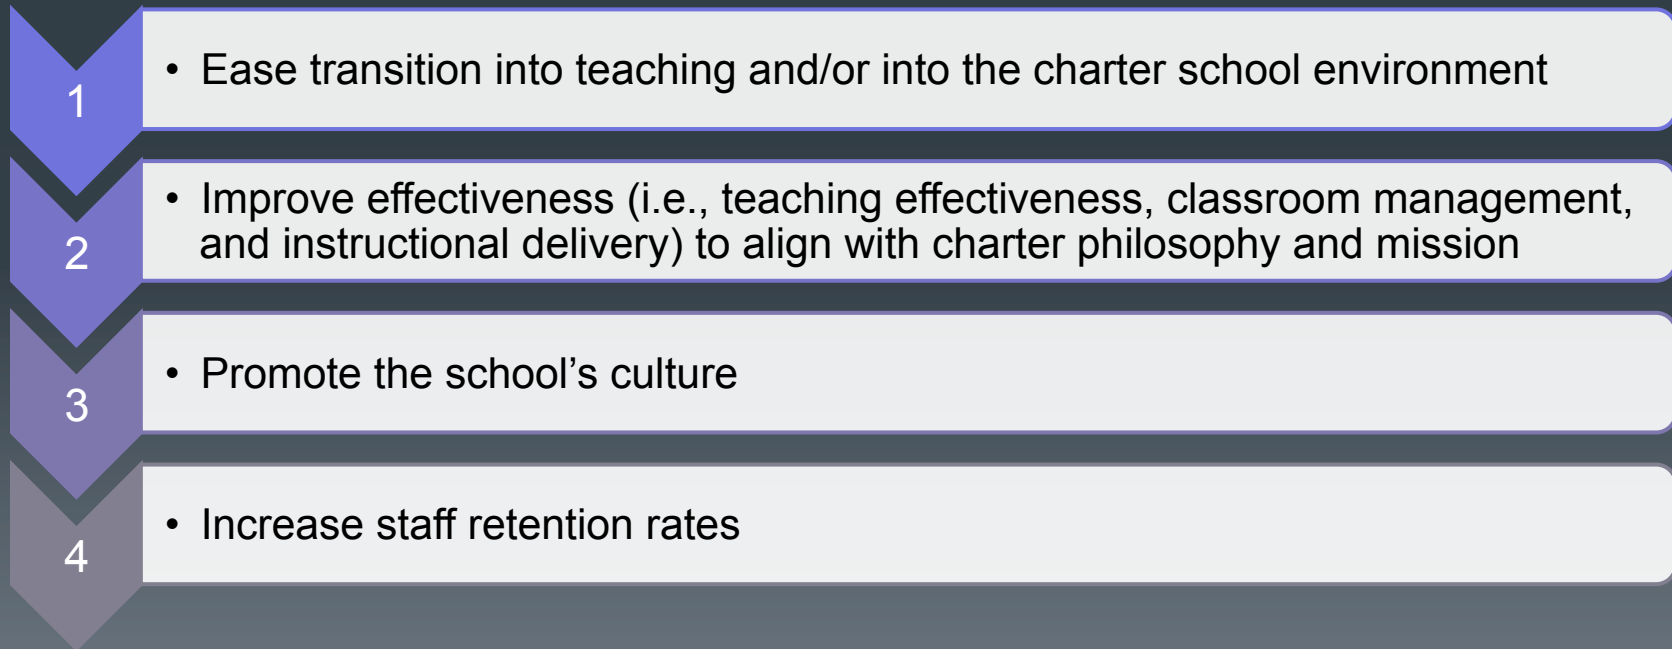 1
• Ease transition into teaching and/or into the charter school environment
2
• Improve effectiveness (i.e., teaching effectiveness, classroom management,
and instructional delivery) to align with charter philosophy and mission
3
• Promote the school’s culture
4
• Increase staff retention rates